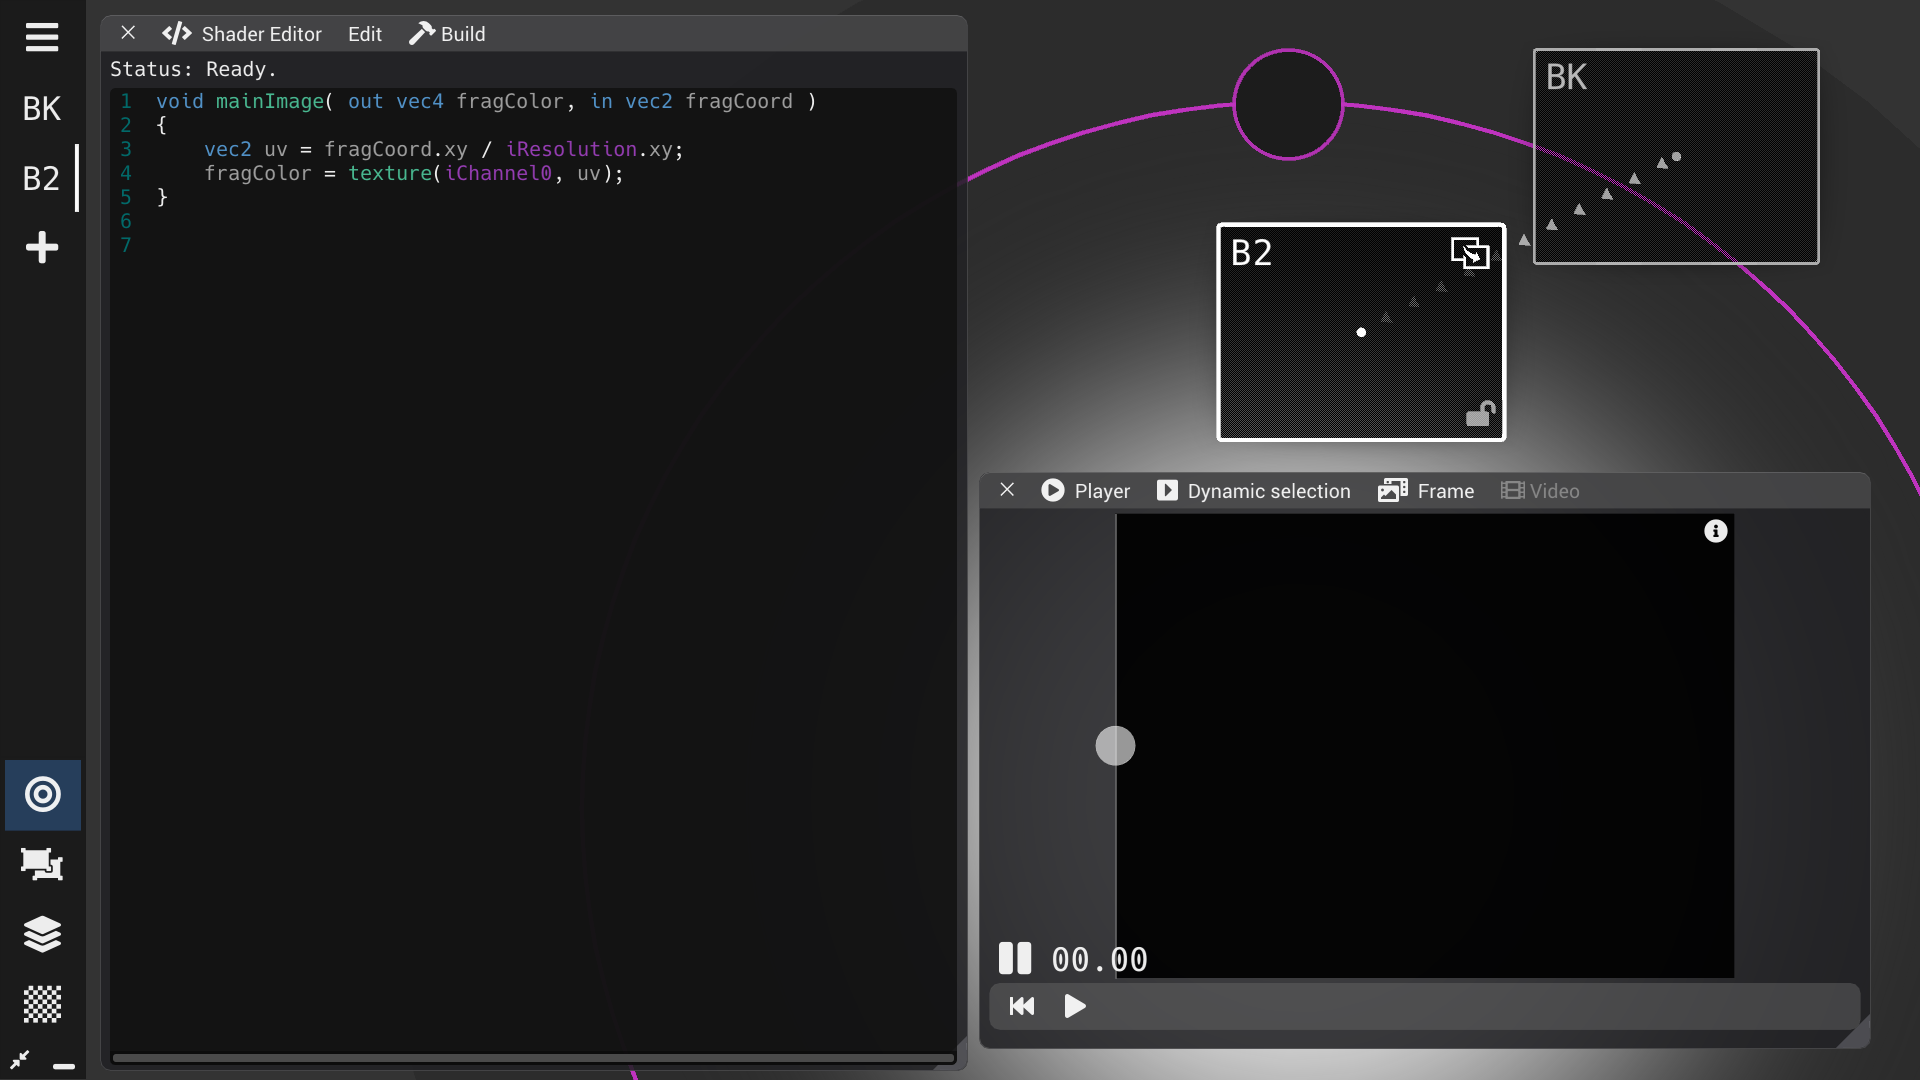 BK
B2
Shader Editor Edit Build
Status: Ready.
1 void mainImage( out vec4 fragColor, in vec2 fragCoord )
2 {
3     vec2 uv = fragCoord.xy / iResolution.xy;
4     fragColor = texture(iChannel0, uv);
5 }
6
7
BK
B2
Player Dynamic selection Frame Video
00.00